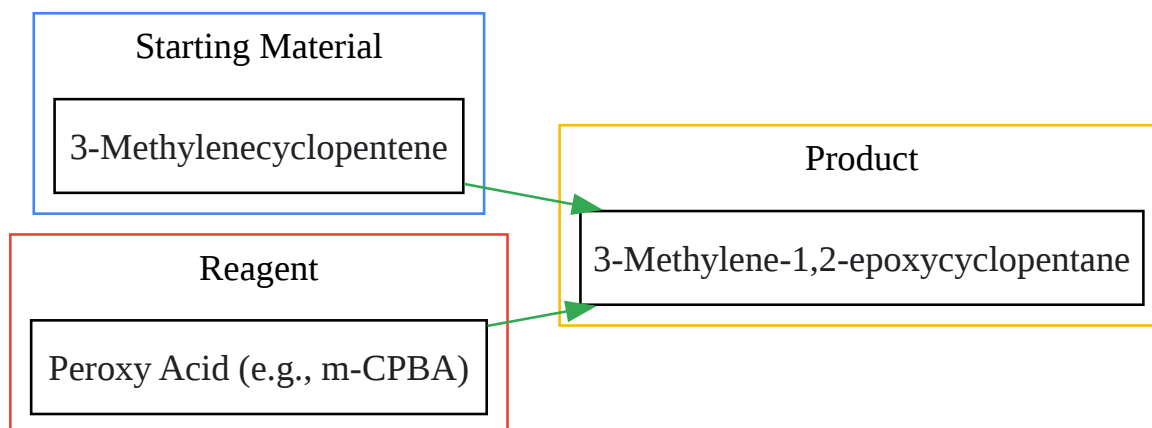 Starting Material
3-Methylenecyclopentene
Reagent
Peroxy Acid (e.g., m-CPBA)
Product
3-Methylene-1,2-epoxycyclopentane